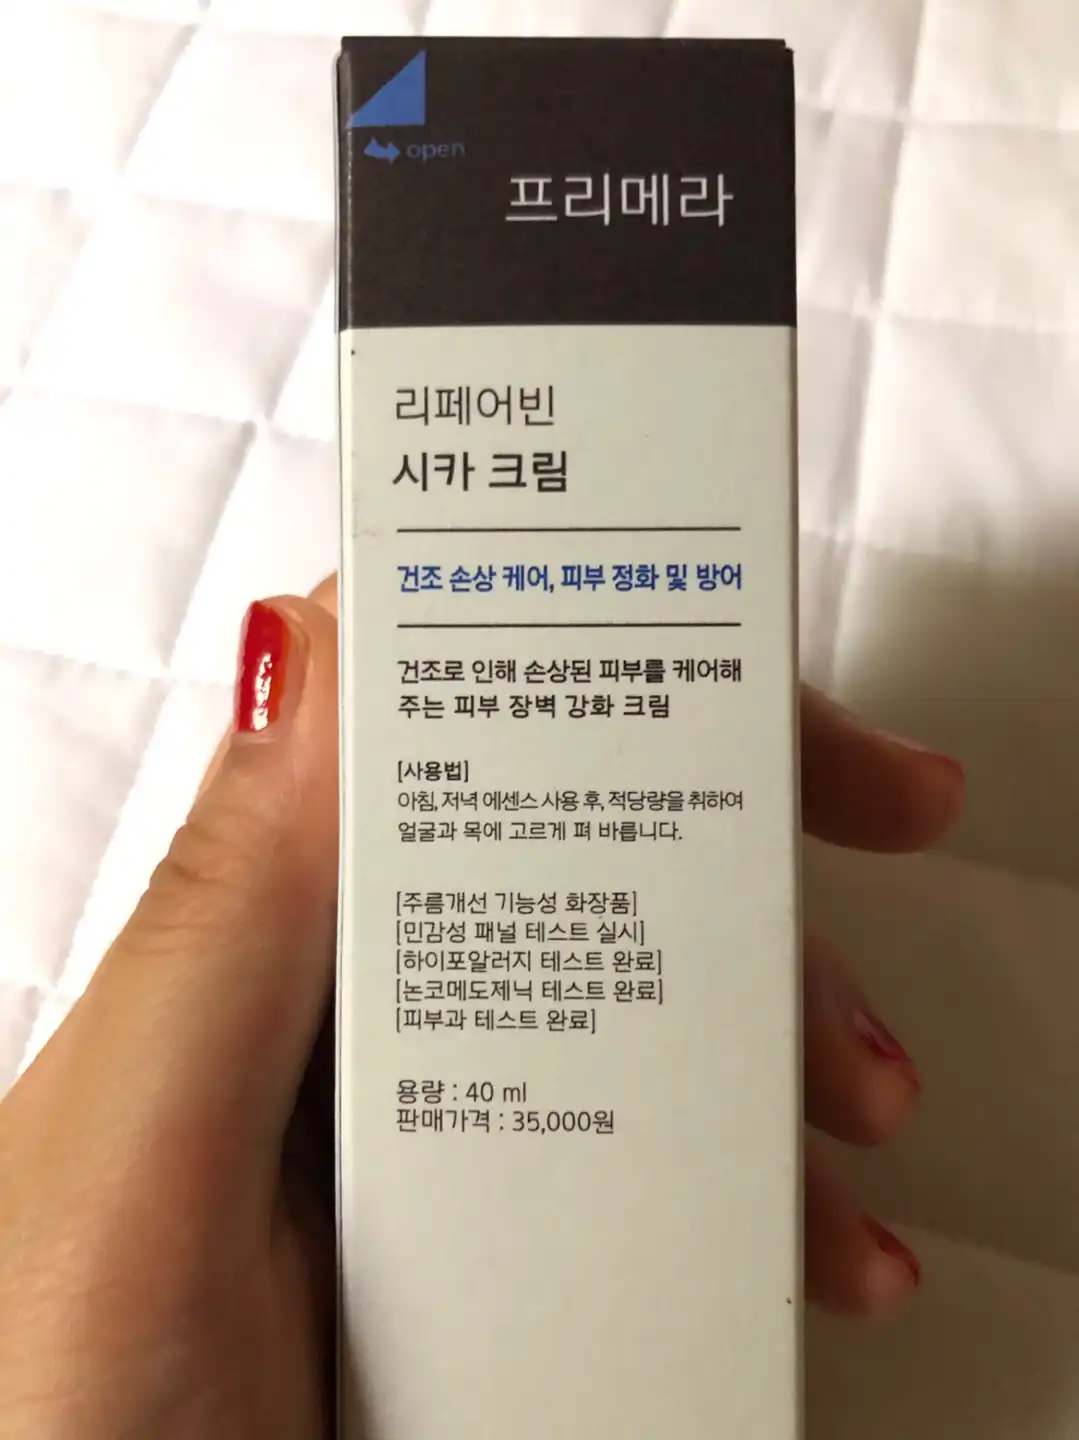 open
프리메라
리페어빈
시카 크림
건조 손상 케어, 피부 정화 및 방어
건조로 인해 손상된 피부를 케어해
주는 피부 장벽 강화 크림
[사용법]
아침, 저녁 에센스 사용 후, 적당량을 취하여
얼굴과 목에 고르게 펴 바릅니다.
[주름개선 기능성 화장품]
[민감성 패널 테스트 실시]
[하이포알러지 테스트 완료]
[논코메도제닉 테스트 완료]
[피부과 테스트 완료]
용량 : 40 ml
판매가격 : 35,000원